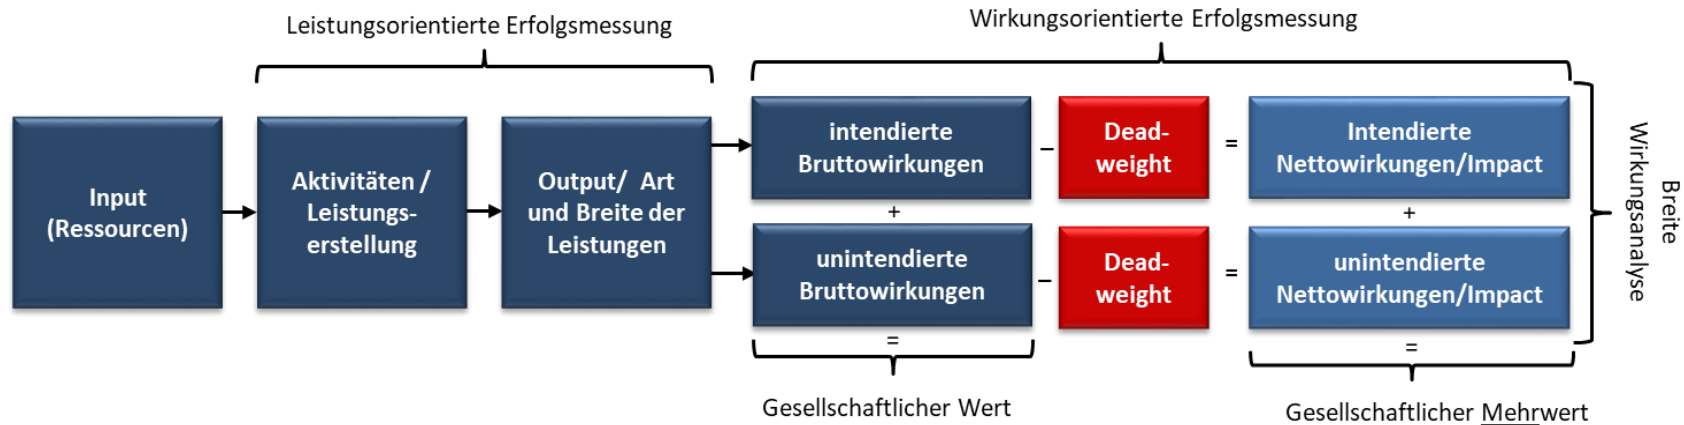 Leistungsorientierte Erfolgsmessung
Wirkungsorientierte Erfolgsmessung
Input
(Ressourcen)
Aktivitäten /
Leistungs-
erstellung
Output/ Art
und Breite der
Leistungen
intendierte
Bruttowirkungen
–
Dead-
weight
=
Intendierte
Nettowirkungen/Impact
+
+
unintendierte
Bruttowirkungen
–
Dead-
weight
=
unintendierte
Nettowirkungen/Impact
Breite
Wirkungsanalyse
=
=
Gesellschaftlicher Wert
Gesellschaftlicher Mehrwert